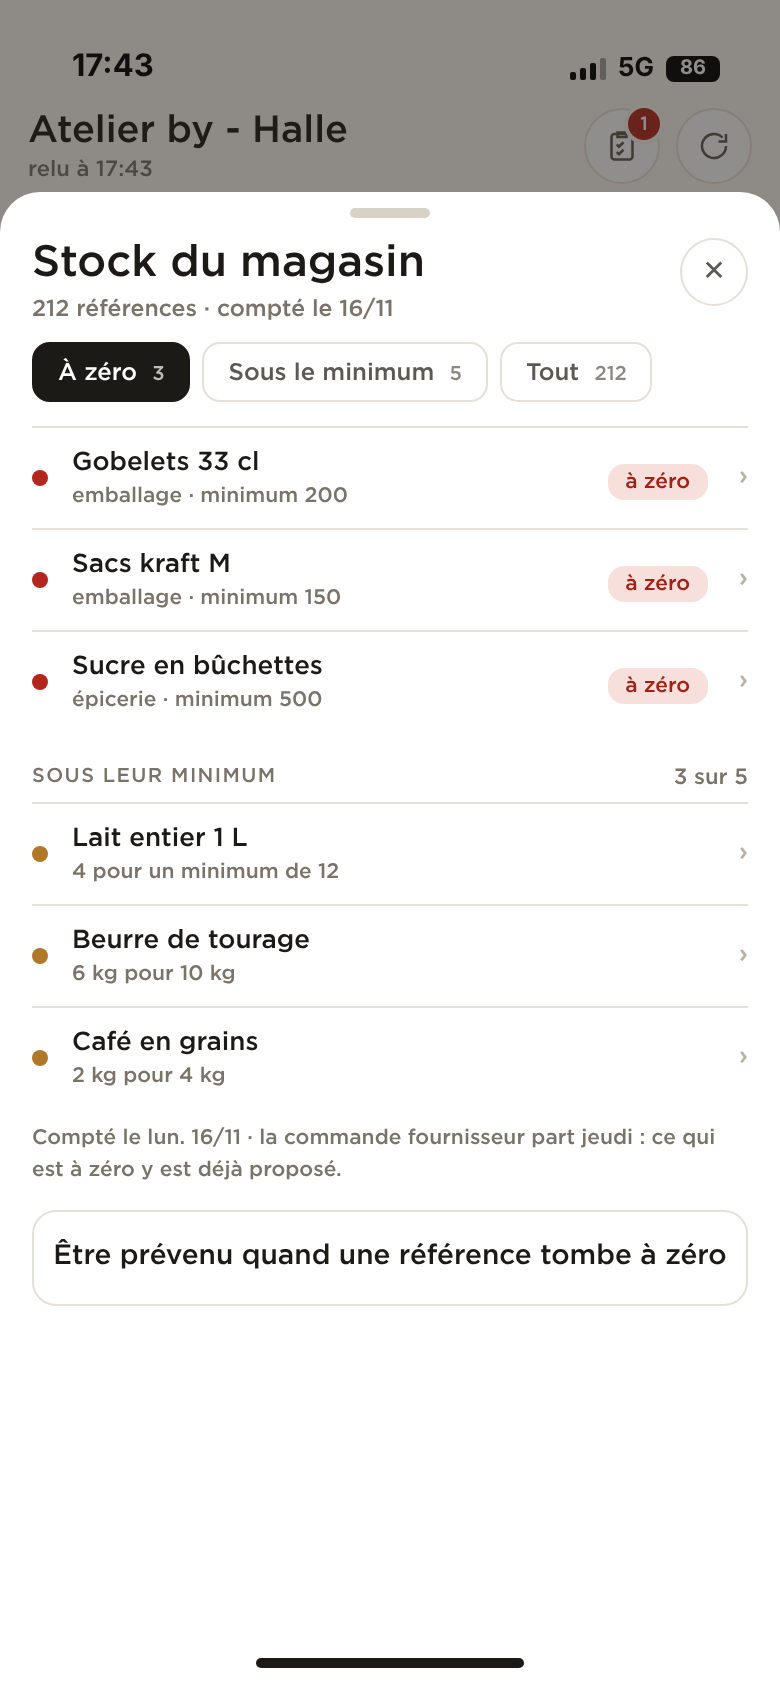 17:43
5G 86
Atelier by - Halle
1
relu à 17:43
Stock du magasin
212 références · compté le 16/11
À zéro 3
Sous le minimum 5
Tout 212
Gobelets 33 cl
emballage · minimum 200
à zéro
Sacs kraft M
emballage · minimum 150
à zéro
Sucre en bûchettes
épicerie · minimum 500
à zéro
SOUS LEUR MINIMUM
3 sur 5
Lait entier 1 L
4 pour un minimum de 12
Beurre de tourage
6 kg pour 10 kg
Café en grains
2 kg pour 4 kg
Compté le lun. 16/11 · la commande fournisseur part jeudi : ce qui
est à zéro y est déjà proposé.
Être prévenu quand une référence tombe à zéro